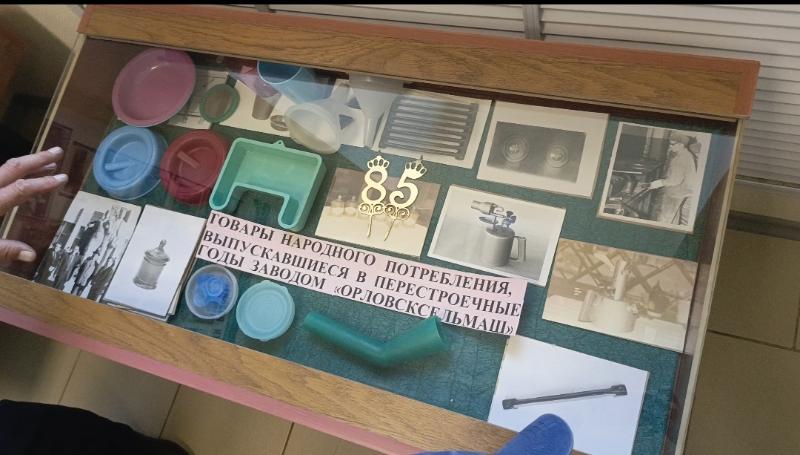 85
ТОВАРЫ НАРОДНОГО ПОТРЕБЛЕНИЯ,
ВЫПУСКАВШИЕСЯ В ПЕРЕСТРОЕЧНЫЕ
ГОДЫ ЗАВОДОМ «ОРЛОВСКСЕЛЬМАШ»